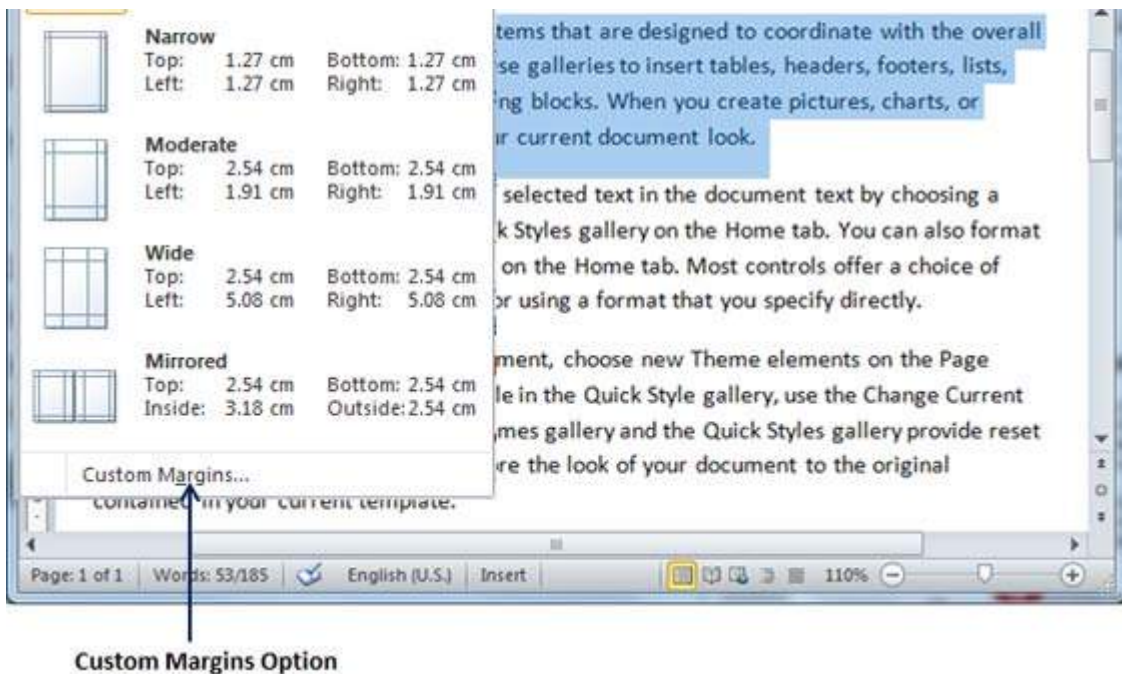 Narrow
Top: 1.27 cm Bottom: 1.27 cm
Left: 1.27 cm Right: 1.27 cm
Moderate
Top: 2.54 cm Bottom: 2.54 cm
Left: 1.91 cm Right: 1.91 cm
Wide
Top: 2.54 cm Bottom: 2.54 cm
Left: 5.08 cm Right: 5.08 cm
Mirrored
Top: 2.54 cm Bottom: 2.54 cm
Inside: 3.18 cm Outside: 2.54 cm
Custom Margins...
tems that are designed to coordinate with the overall
se galleries to insert tables, headers, footers, lists,
ng blocks. When you create pictures, charts, or
r current document look.
selected text in the document text by choosing a
k Styles gallery on the Home tab. You can also format
on the Home tab. Most controls offer a choice of
or using a format that you specify directly.
ment, choose new Theme elements on the Page
le in the Quick Style gallery, use the Change Current
mes gallery and the Quick Styles gallery provide reset
re the look of your document to the original
contained in your current template.
Page: 1 of 1 Words: 53/185 English (U.S.) Insert 110%
Custom Margins Option